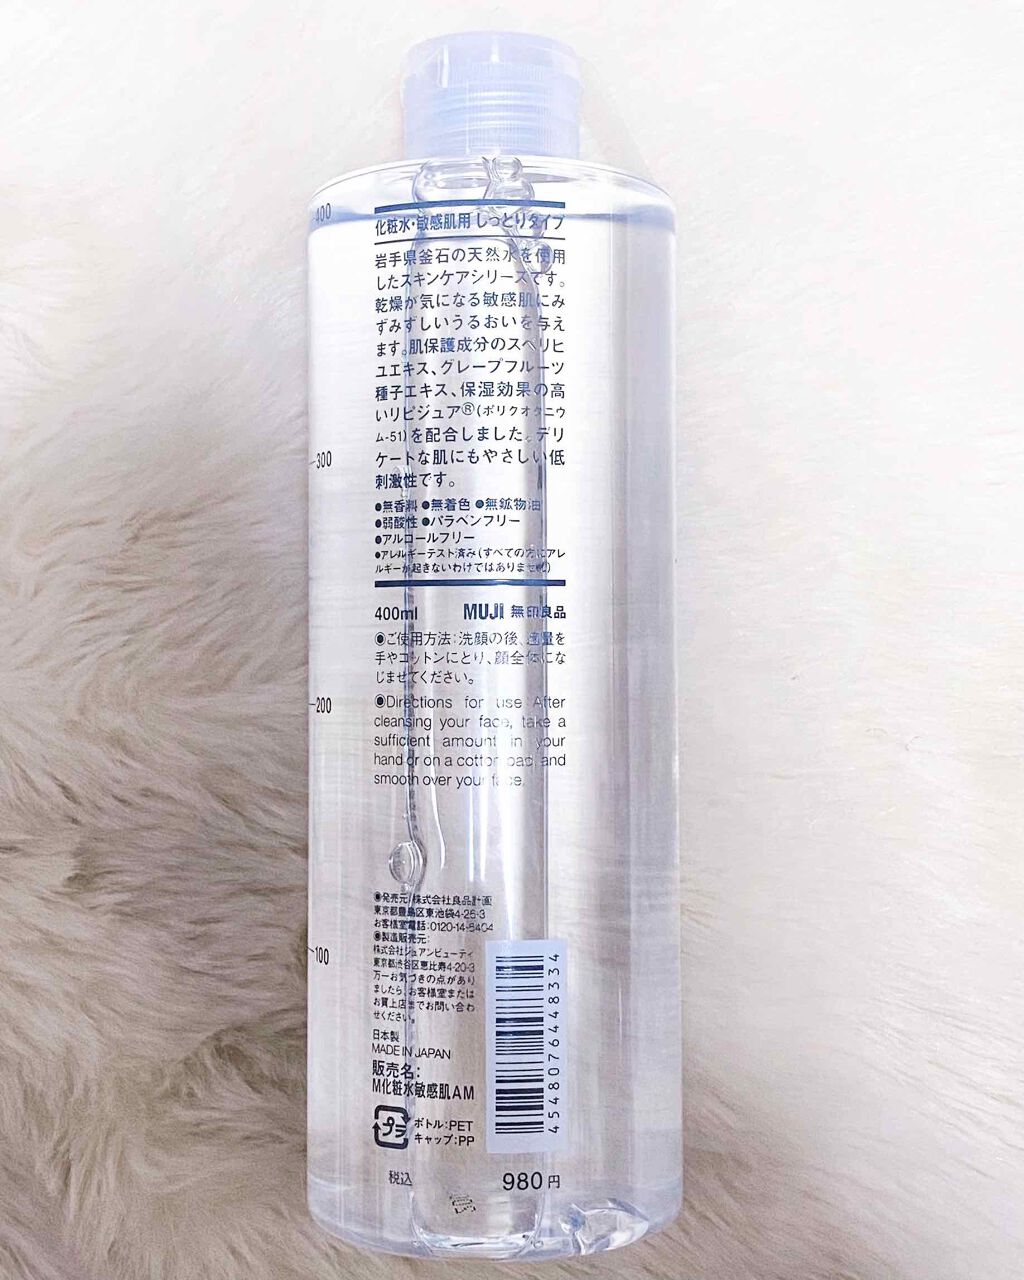 400
化粧水・敏感肌用 しっとりタイプ
岩手県釜石の天然水を使用
したスキンケアシリーズです。
乾燥が気になる敏感肌にみ
ずみずしいうるおいを与え
ます。肌保護成分のスベリヒ
ユエキス、グレープフルーツ
種子エキス、保湿効果の高
いリピジュア®(ポリクオタニウ
ム-51)を配合しました。デリ
ケートな肌にもやさしい低
刺激性です。
300
●無香料 ●無着色 ●無鉱物油
●弱酸性 ●パラベンフリー
●アルコールフリー
●アレルギーテスト済み(すべての方にアレ
ルギーが起きないわけではありません)
400ml MUJI 無印良品
◉ご使用方法:洗顔の後、適量を
手やコットンにとり、顔全体にな
じませてください。
200
◉Directions for use After
cleansing your face, take a
sufficient amount in your
hand or on a cotton pad, and
smooth over your face.
◉発売元:株式会社良品計画
東京都豊島区東池袋4-26-3
お客様室電話:0120-14-6404
◉製造販売元:
株式会社ジュアンビューティ
東京都渋谷区恵比寿4-20-3
万一お気づきの点があり
ましたら、お客様室または
お買上店までお問い合わ
せください。
100
日本製
MADE IN JAPAN
販売名:
M化粧水敏感肌AM
プラ
ボトル:PET
キャップ:PP
4548076448334
税込 980円